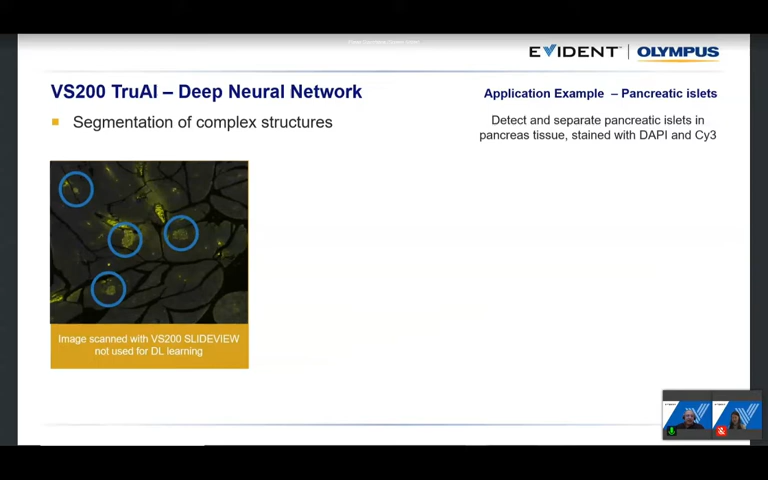 EVIDENT OLYMPUS
VS200 TruAI – Deep Neural Network
Segmentation of complex structures
Application Example – Pancreatic islets
Detect and separate pancreatic islets in
pancreas tissue, stained with DAPI and Cy3
Image scanned with VS200 SLIDEVIEW
not used for DL learning